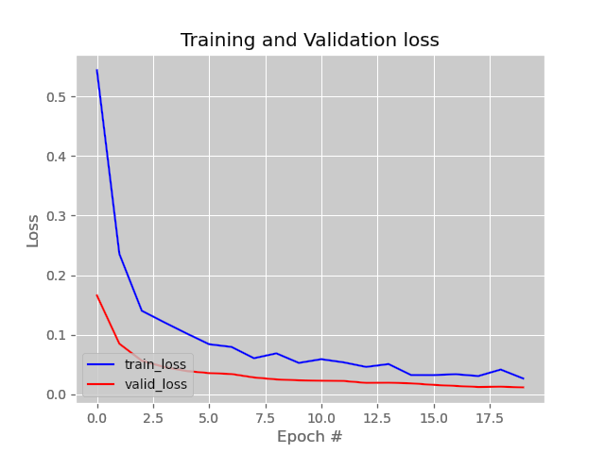 Training and Validation loss
0.5
0.4
0.3
0.2
0.1
0.0
Loss
train_loss
valid_loss
0.0 2.5 5.0 7.5 10.0 12.5 15.0 17.5
Epoch #